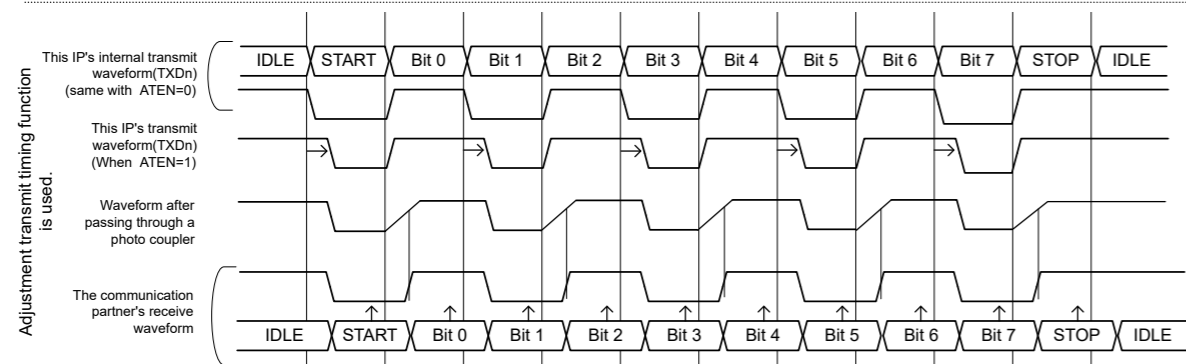 Adjustment transmit timing function
is used.
This IP's internal transmit
waveform(TXDn)
(same with ATEN=0)
IDLE START Bit 0 Bit 1 Bit 2 Bit 3 Bit 4 Bit 5 Bit 6 Bit 7 STOP IDLE
This IP's transmit
waveform(TXDn)
(When ATEN=1)
Waveform after
passing through a
photo coupler
The communication
partner's receive
waveform
IDLE START Bit 0 Bit 1 Bit 2 Bit 3 Bit 4 Bit 5 Bit 6 Bit 7 STOP IDLE